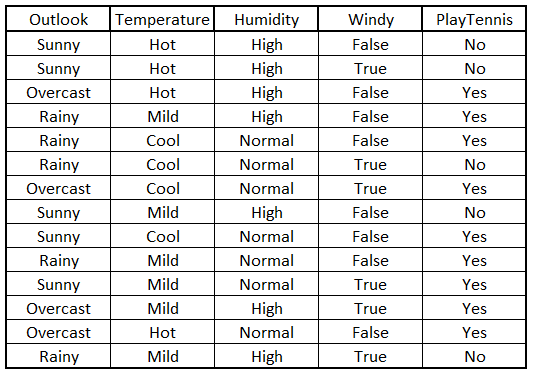 Outlook Temperature Humidity Windy PlayTennis
Sunny Hot High False No
Sunny Hot High True No
Overcast Hot High False Yes
Rainy Mild High False Yes
Rainy Cool Normal False Yes
Rainy Cool Normal True No
Overcast Cool Normal True Yes
Sunny Mild High False No
Sunny Cool Normal False Yes
Rainy Mild Normal False Yes
Sunny Mild Normal True Yes
Overcast Mild High True Yes
Overcast Hot Normal False Yes
Rainy Mild High True No